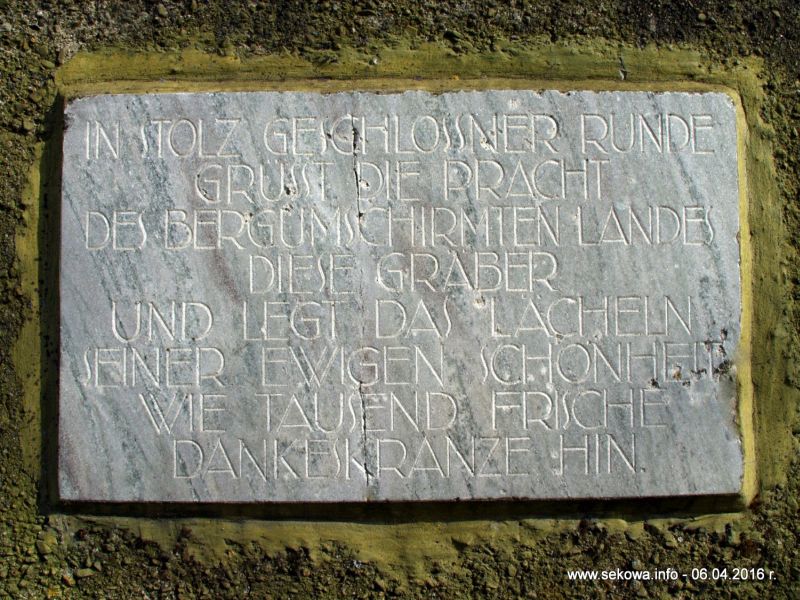 IN STOLZ GESCHLOSSNER RUNDE
GRÜSST DIE PRACHT
DES BERGUMSCHIRMTEN LANDES
DIESE GRÄBER
UND LEGT DAS LÄCHELN
SEINER EWIGEN SCHÖNHEIT
WIE TAUSEND FRISCHE
DANKESKRÄNZE HIN.
www.sekowa.info - 06.04.2016 r.